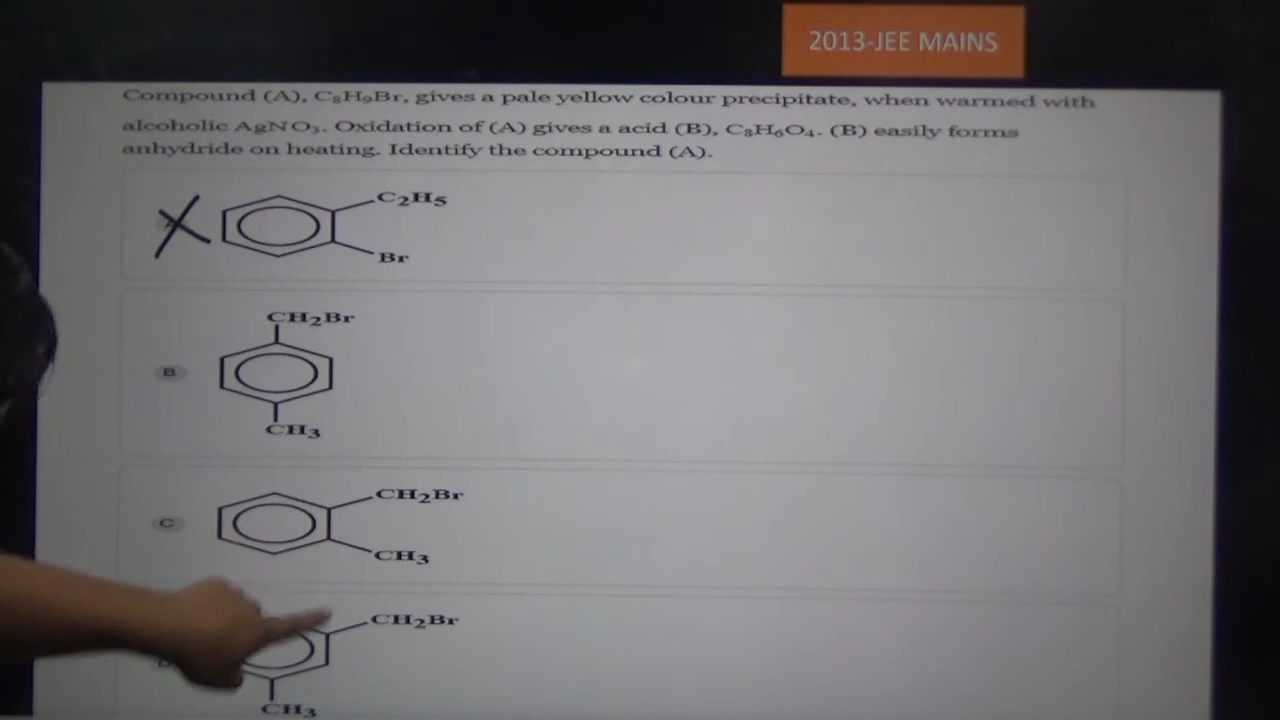 2013-JEE MAINS
Compound (A), C₈H₉Br, gives a pale yellow colour precipitate, when warmed with
alcoholic AgNO₃. Oxidation of (A) gives a acid (B), C₈H₆O₄. (B) easily forms
anhydride on heating. Identify the compound (A).
C₂H₅
Br
CH₂Br
B
CH₃
CH₂Br
C
CH₃
CH₂Br
CH₃